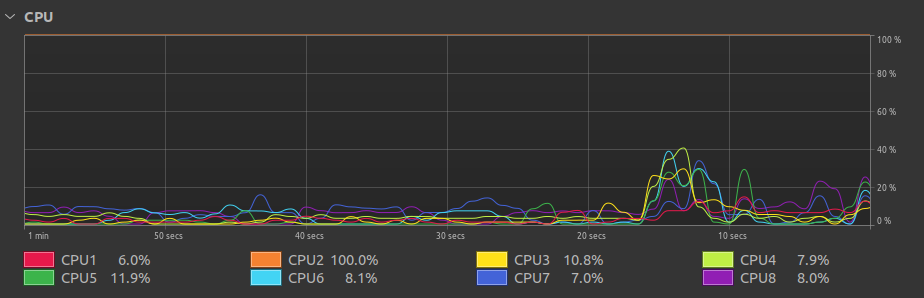 CPU
100 %
80 %
60 %
40 %
20 %
0 %
1 min 50 secs 40 secs 30 secs 20 secs 10 secs
CPU1 6.0% CPU2 100.0% CPU3 10.8% CPU4 7.9%
CPU5 11.9% CPU6 8.1% CPU7 7.0% CPU8 8.0%